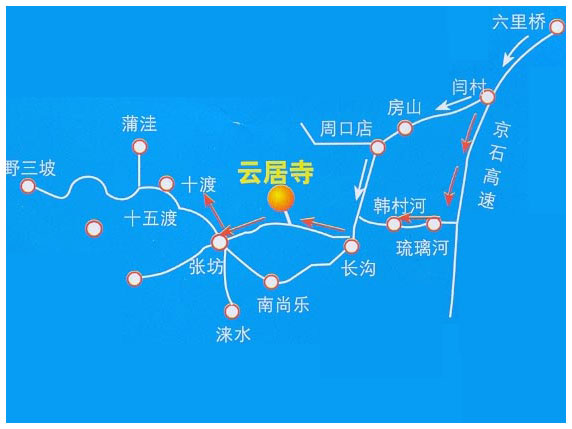 六里桥
闫村
房山
周口店
京石高速
蒲洼
野三坡
十渡
云居寺
十五渡
韩村河
琉璃河
张坊
长沟
南尚乐
涞水